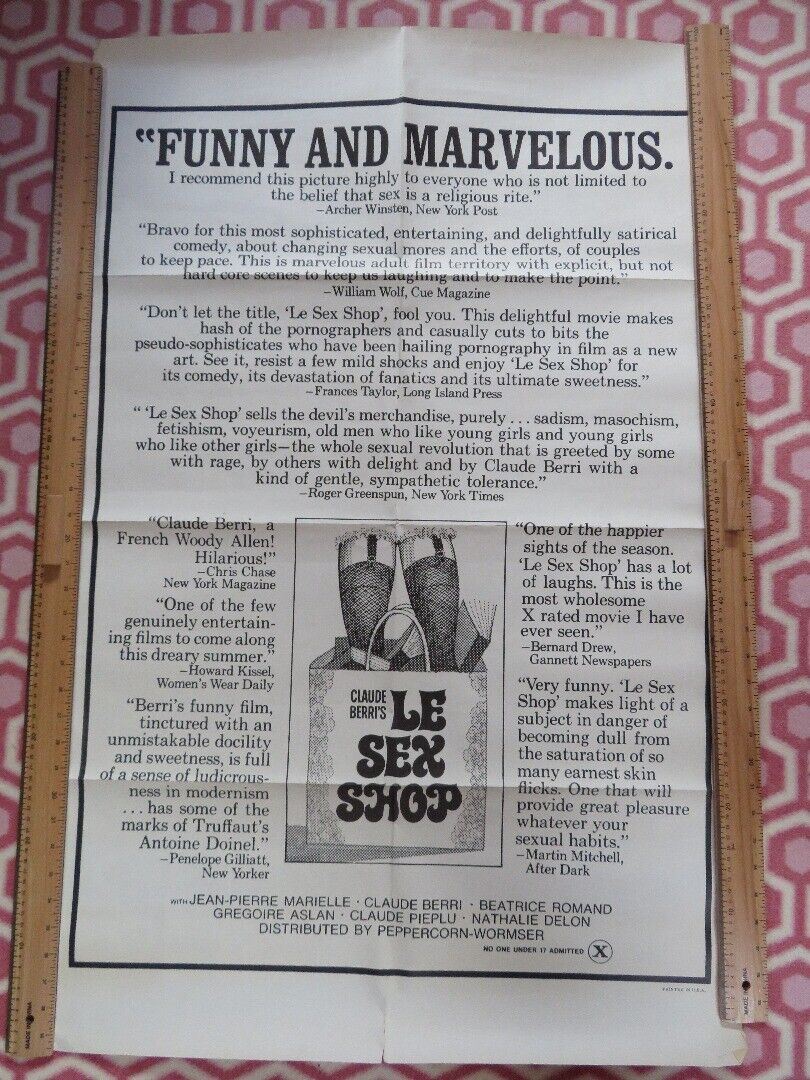 “FUNNY AND MARVELOUS.
I recommend this picture highly to everyone who is not limited to
the belief that sex is a religious rite.”
–Archer Winsten, New York Post
“Bravo for this most sophisticated, entertaining, and delightfully satirical
comedy, about changing sexual mores and the efforts, of couples
to keep pace. This is marvelous adult film territory with explicit, but not
hard core scenes to keep us laughing and to make the point.”
–William Wolf, Cue Magazine
“Don’t let the title, ‘Le Sex Shop’, fool you. This delightful movie makes
hash of the pornographers and casually cuts to bits the
pseudo-sophisticates who have been hailing pornography in film as a new
art. See it, resist a few mild shocks and enjoy ‘Le Sex Shop’ for
its comedy, its devastation of fanatics and its ultimate sweetness.”
–Frances Taylor, Long Island Press
“ ‘Le Sex Shop’ sells the devil’s merchandise, purely . . . sadism, masochism,
fetishism, voyeurism, old men who like young girls and young girls
who like other girls—the whole sexual revolution that is greeted by some
with rage, by others with delight and by Claude Berri with a
kind of gentle, sympathetic tolerance.”
–Roger Greenspun, New York Times
“Claude Berri, a
French Woody Allen!
Hilarious!”
–Chris Chase
New York Magazine
“One of the few
genuinely entertain-
ing films to come along
this dreary summer.”
–Howard Kissel,
Women’s Wear Daily
“Berri’s funny film,
tinctured with an
unmistakable docility
and sweetness, is full
of a sense of ludicrous-
ness in modernism
. . . has some of the
marks of Truffaut’s
Antoine Doinel.”
–Penelope Gilliatt,
New Yorker
CLAUDE
BERRI’S
LE
SEX
SHOP
“One of the happier
sights of the season.
‘Le Sex Shop’ has a lot
of laughs. This is the
most wholesome
X rated movie I have
ever seen.”
–Bernard Drew,
Gannett Newspapers
“Very funny. ‘Le Sex
Shop’ makes light of a
subject in danger of
becoming dull from
the saturation of so
many earnest skin
flicks. One that will
provide great pleasure
whatever your
sexual habits.”
–Martin Mitchell,
After Dark
WITH JEAN-PIERRE MARIELLE · CLAUDE BERRI · BEATRICE ROMAND
GREGOIRE ASLAN · CLAUDE PIEPLU · NATHALIE DELON
DISTRIBUTED BY PEPPERCORN-WORMSER
NO ONE UNDER 17 ADMITTED X
PRINTED IN U.S.A.